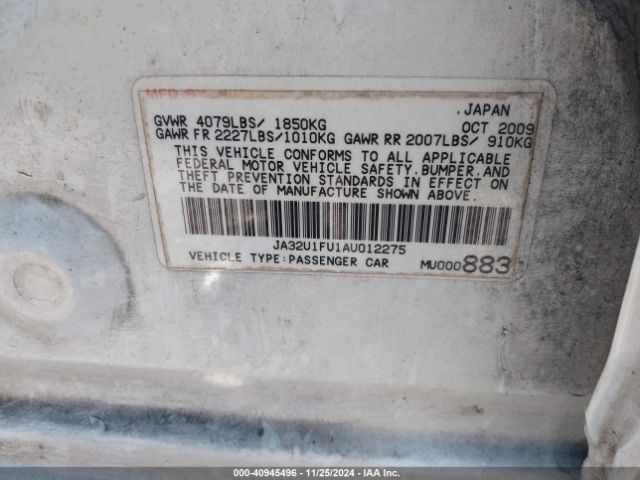 MFD BY
, JAPAN
GVWR 4079LBS/ 1850KG OCT 2009
GAWR FR 2227LBS/1010KG GAWR RR 2007LBS/ 910KG
THIS VEHICLE CONFORMS TO ALL APPLICABLE
FEDERAL MOTOR VEHICLE SAFETY, BUMPER, AND
THEFT PREVENTION STANDARDS IN EFFECT ON
THE DATE OF MANUFACTURE SHOWN ABOVE.
JA32U1FU1AU012275
VEHICLE TYPE:PASSENGER CAR MU000883
000-40945496 - 11/25/2024 - IAA Inc.